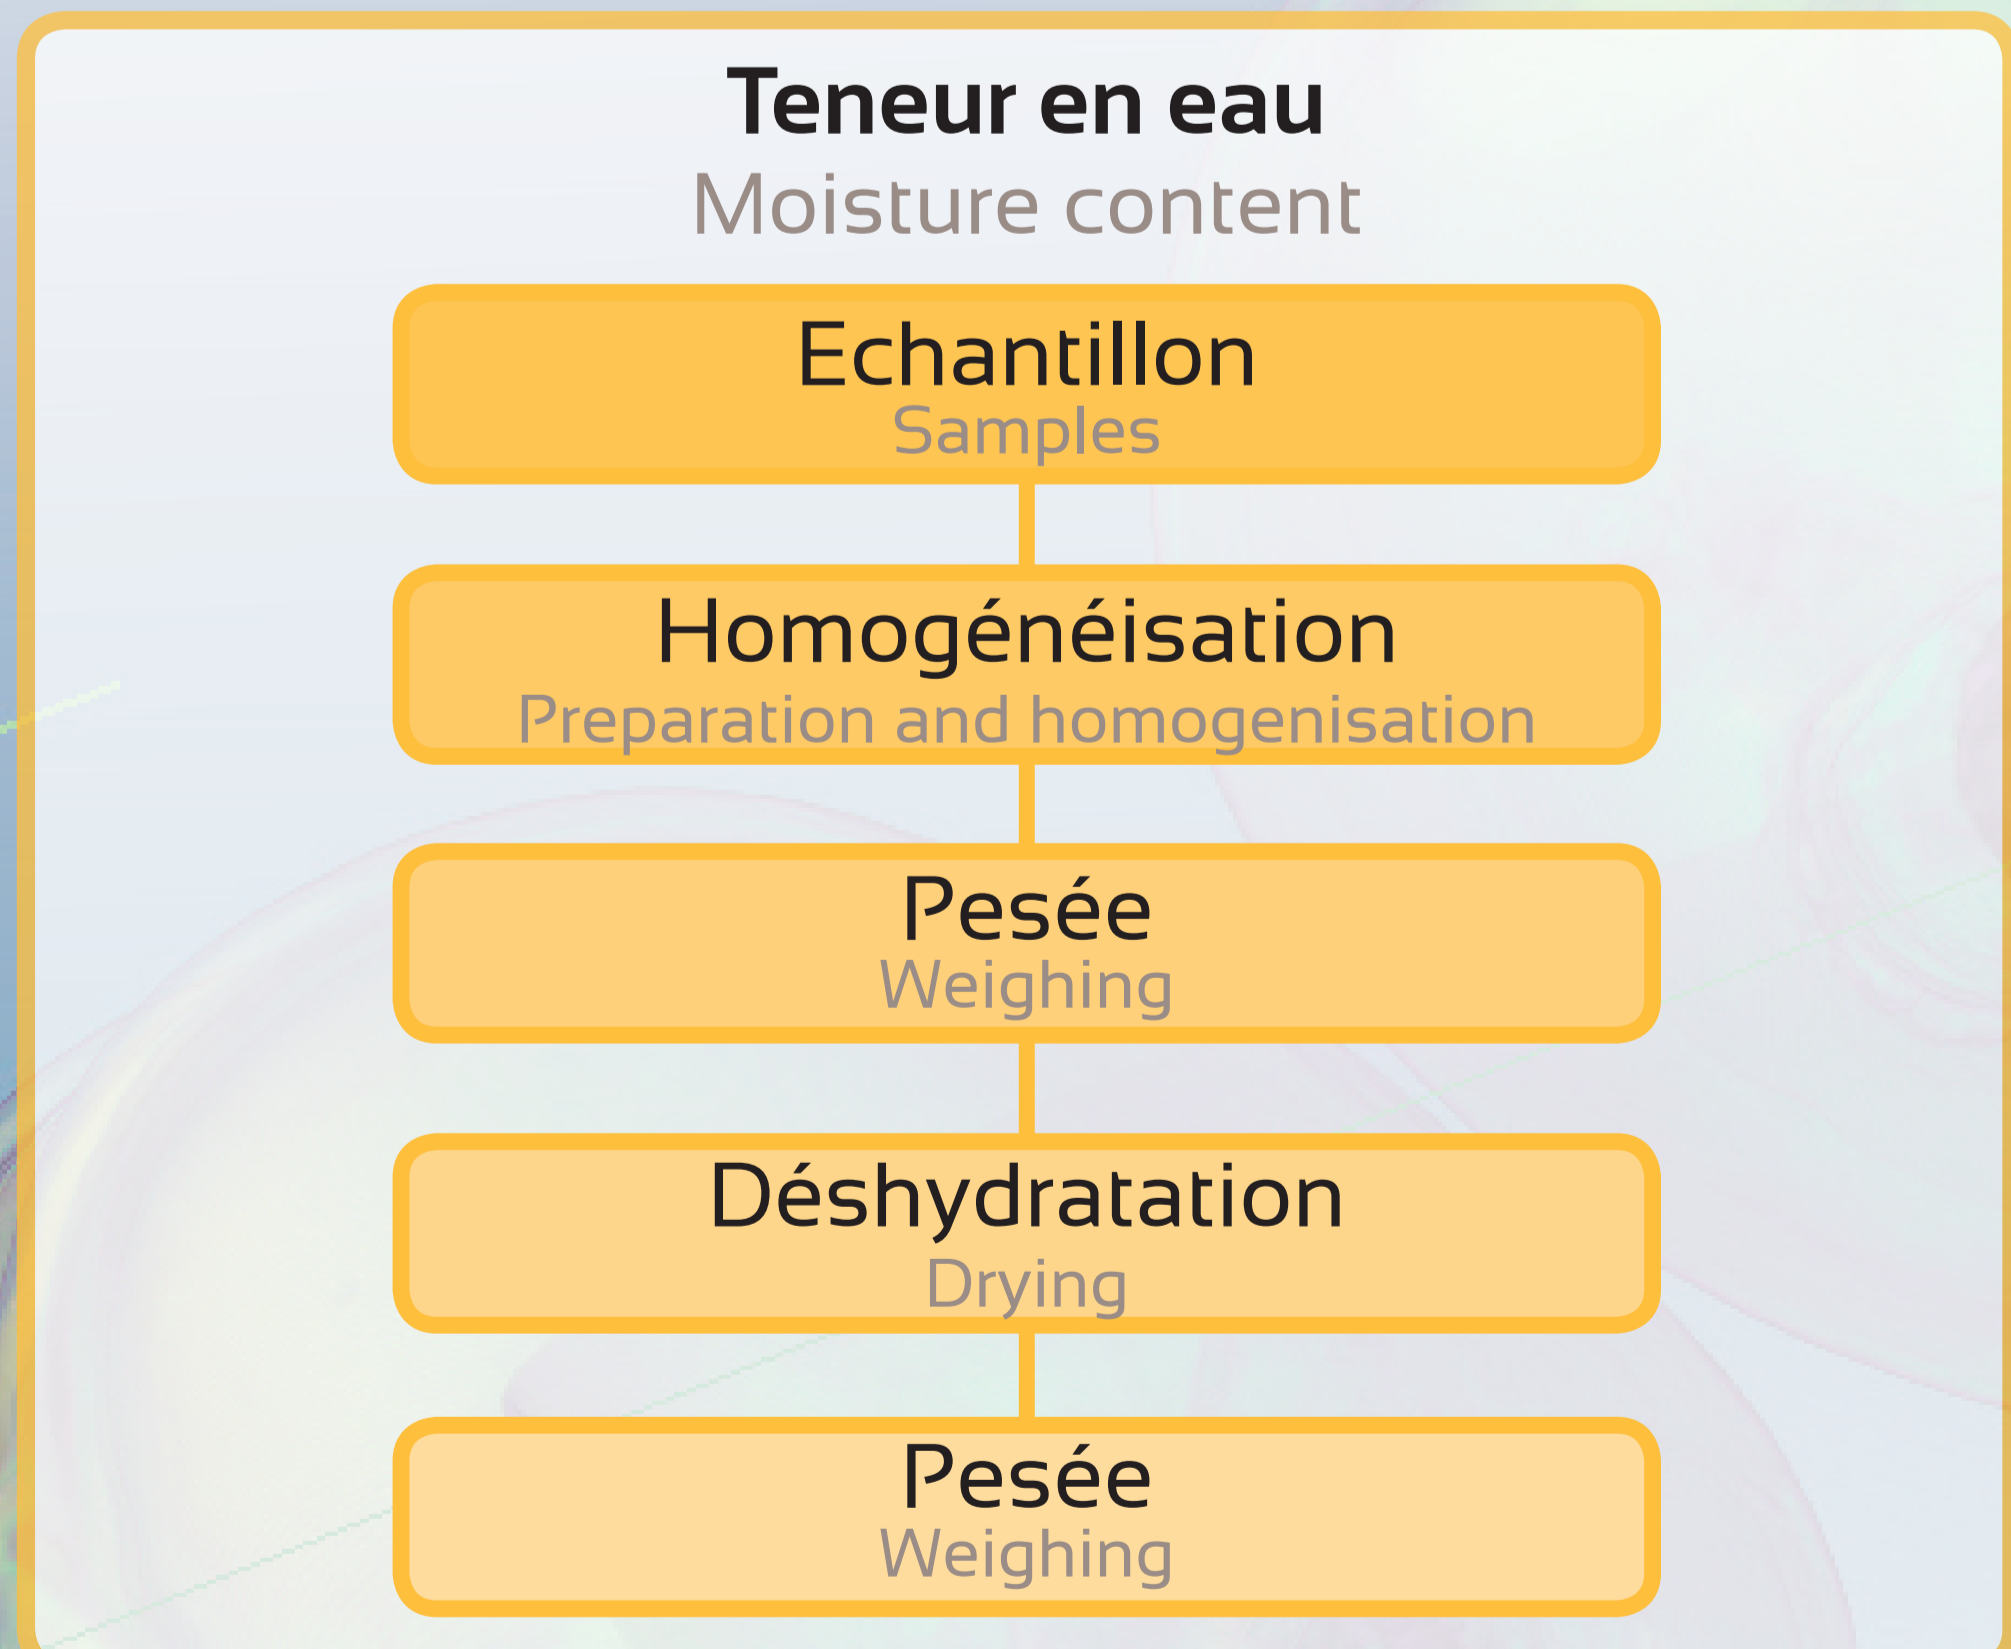 Teneur en eau
Moisture content
Echantillon
Samples
Homogénéisation
Preparation and homogenisation
Pesée
Weighing
Déshydratation
Drying
Pesée
Weighing